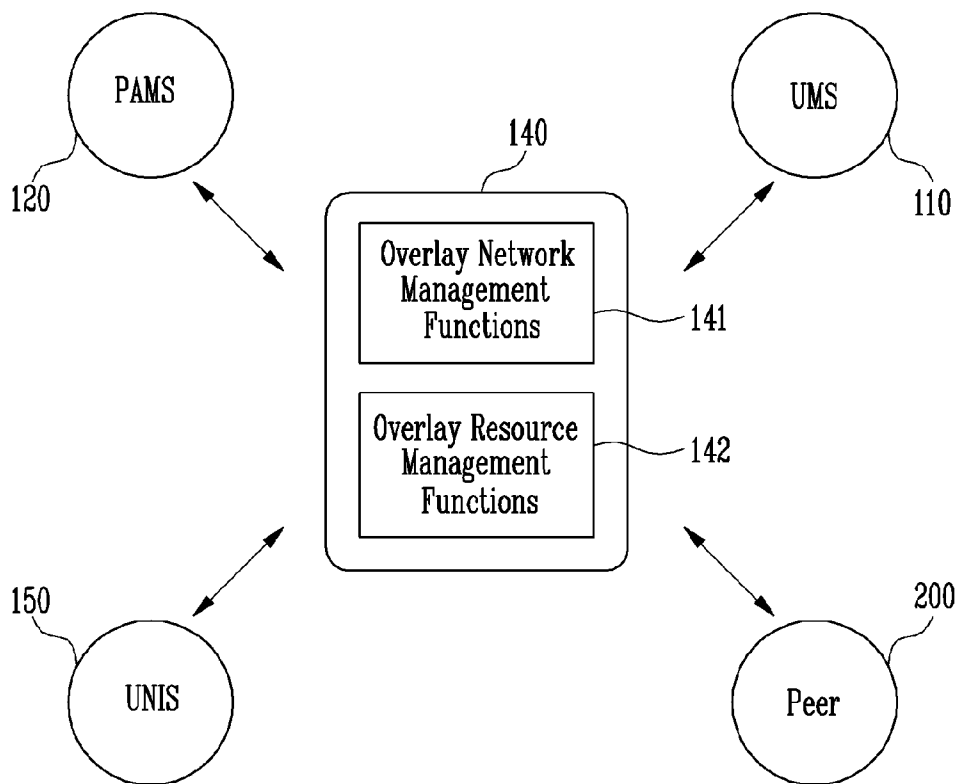 PAMS
UMS
120
140
110
Overlay Network
Management
Functions
141
Overlay Resource
Management
Functions
142
150
200
UNIS
Peer